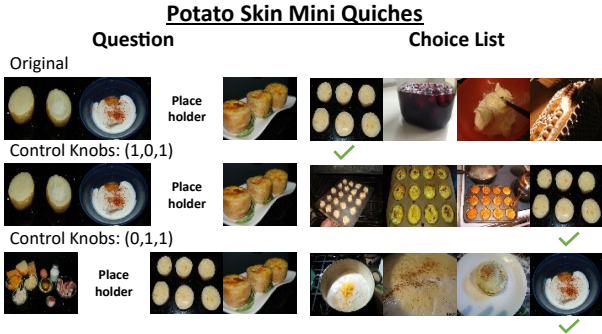 Potato Skin Mini Quiches
Question
Choice List
Original
Place
holder
Control Knobs: (1,0,1)
Place
holder
Control Knobs: (0,1,1)
Place
holder